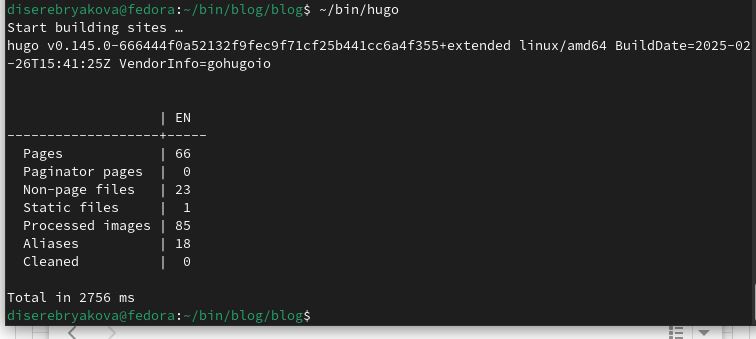 diserebryakova@fedora:~/bin/blog/blog$ ~/bin/hugo
Start building sites …
hugo v0.145.0-666444f0a52132f9fec9f71cf25b441cc6a4f355+extended linux/amd64 BuildDate=2025-02
-26T15:41:25Z VendorInfo=gohugoio
| EN
-------------------+-----
Pages | 66
Paginator pages | 0
Non-page files | 23
Static files | 1
Processed images | 85
Aliases | 18
Cleaned | 0
Total in 2756 ms
diserebryakova@fedora:~/bin/blog/blog$